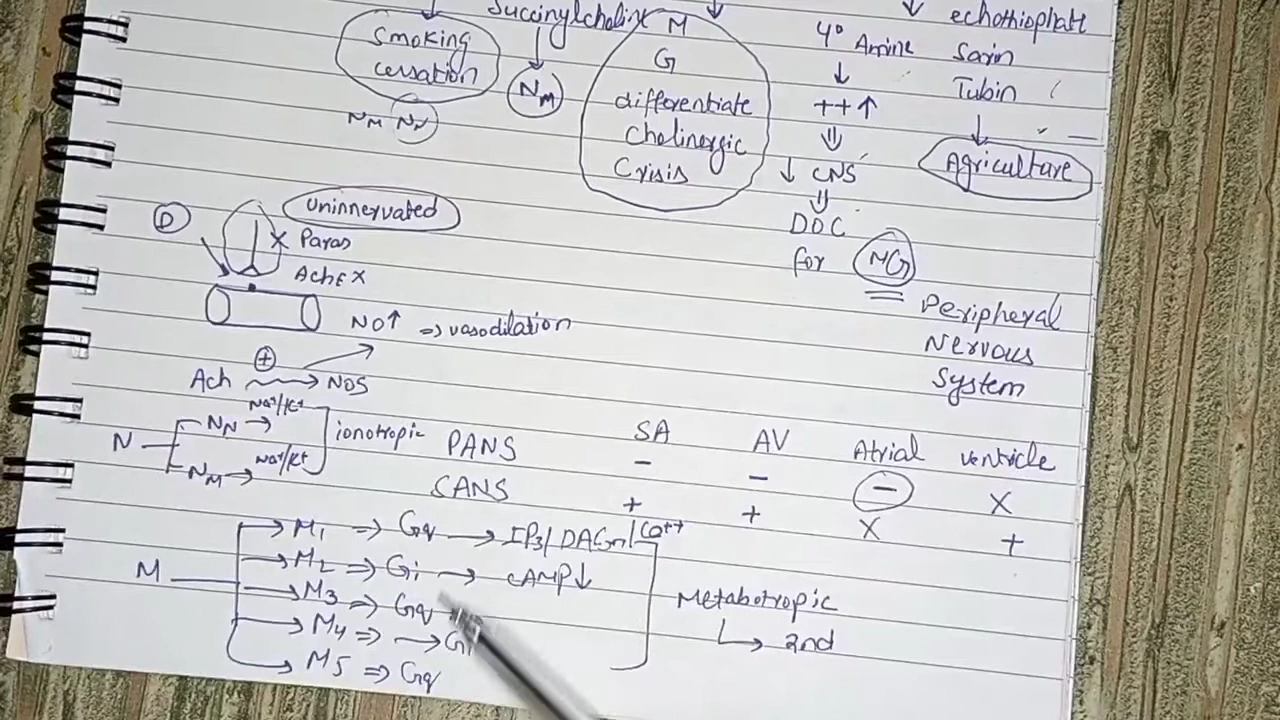 Succinylcholine
Smoking
cessation
NM NN
NM
M
G
differentiate
Cholinergic
Crisis
4° Amine
++↑
↓ CNS
DOC
for MG
echothiophate
Sarin
Tubin
Agriculture
D
Uninnervated
X Paras
AchE X
NO↑ => vasodilation
+
Ach → NOS
Peripheral
Nervous
System
N
NN → Na+/K+
NM → Na+/K+
ionotropic
SA AV Atrial ventricle
PANS - - - X
SANS + + X +
M
M1 => Gq → IP3/DAG/Ca++
M2 => Gi → cAMP↓
M3 => Gq
M4 => → Gi
M5 => Gq
Metabotropic
→ 2nd